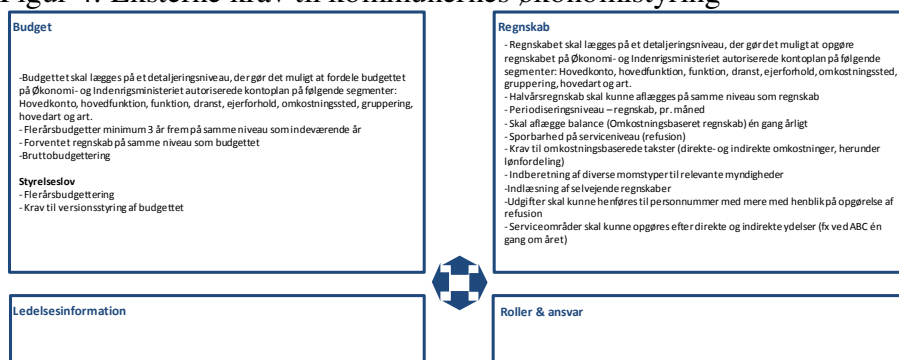 Figur 4. Eksterne krav til kommunernes økonomistyring
Budget
-Budgettet skal lægges på et detaljeringsniveau, der gør det muligt at fordele budgettet
på Økonomi- og Indenrigsministeriet autoriserede kontoplan på følgende segmenter:
Hovedkonto, hovedfunktion, funktion, dranst, ejerforhold, omkostningssted, gruppering,
hovedart og art.
- Flerårsbudgetter minimum 3 år frem på samme niveau som indeværende år
- Forventet regnskab på samme niveau som budgettet
-Bruttobudgettering
Styrelseslov
- Flerårsbudgettering
- Krav til versionsstyring af budgettet
Regnskab
- Regnskabet skal lægges på et detaljeringsniveau, der gør det muligt at opgøre
regnskabet på Økonomi- og Indenrigsministeriet autoriserede kontoplan på følgende
segmenter: Hovedkonto, hovedfunktion, funktion, dranst, ejerforhold, omkostningssted,
gruppering, hovedart og art.
- Halvårsregnskab skal kunne aflægges på samme niveau som regnskab
- Periodiseringsniveau – regnskab, pr. måned
- Skal aflægge balance (Omkostningsbaseret regnskab) én gang årligt
- Sporbarhed på serviceniveau (refusion)
- Krav til omkostningsbaserede takster (direkte- og indirekte omkostninger, herunder
lønfordeling)
- Indberetning af diverse momstyper til relevante myndigheder
-Indlæsning af selvejende regnskaber
-Udgifter skal kunne henføres til personnummer med mere med henblik på opgørelse af
refusion
- Serviceområder skal kunne opgøres efter direkte og indirekte ydelser (fx ved ABC én
gang om året)
Ledelsesinformation
Roller & ansvar